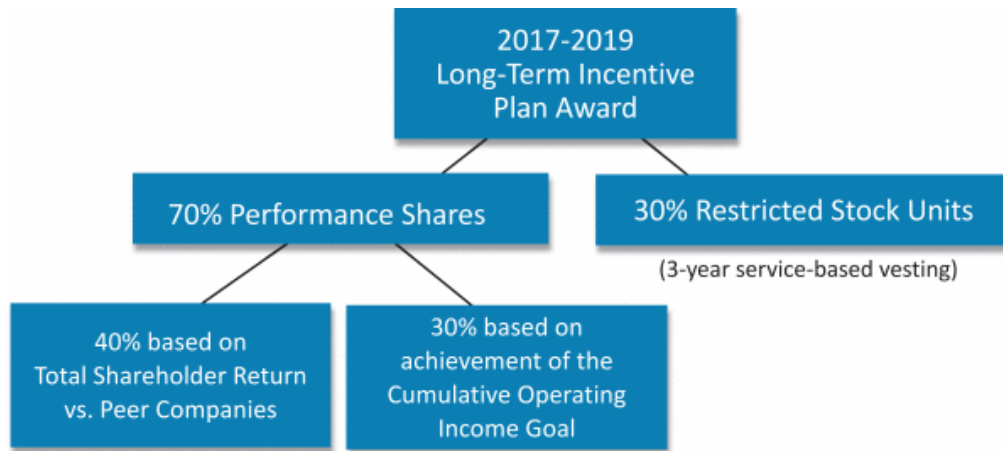 2017-2019
Long-Term Incentive
Plan Award
70% Performance Shares
30% Restricted Stock Units
(3-year service-based vesting)
40% based on
Total Shareholder Return
vs. Peer Companies
30% based on
achievement of the
Cumulative Operating
Income Goal